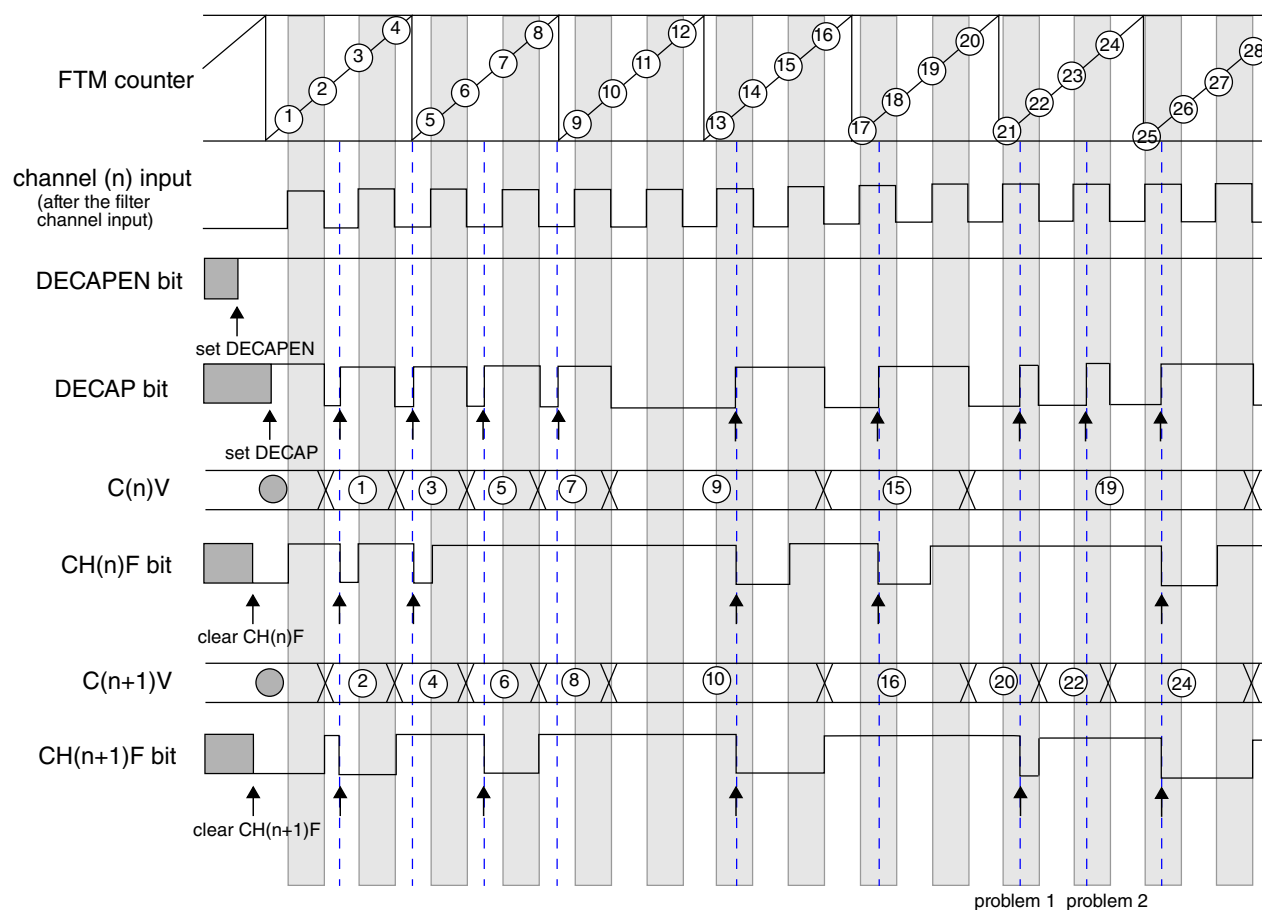 FTM counter
1 2 3 4 5 6 7 8 9 10 11 12 13 14 15 16 17 18 19 20 21 22 23 24 25 26 27 28
channel (n) input
(after the filter
channel input)
DECAPEN bit
set DECAPEN
DECAP bit
set DECAP
C(n)V
1 3 5 7 9 15 19
CH(n)F bit
clear CH(n)F
C(n+1)V
2 4 6 8 10 16 20 22 24
CH(n+1)F bit
clear CH(n+1)F
problem 1 problem 2